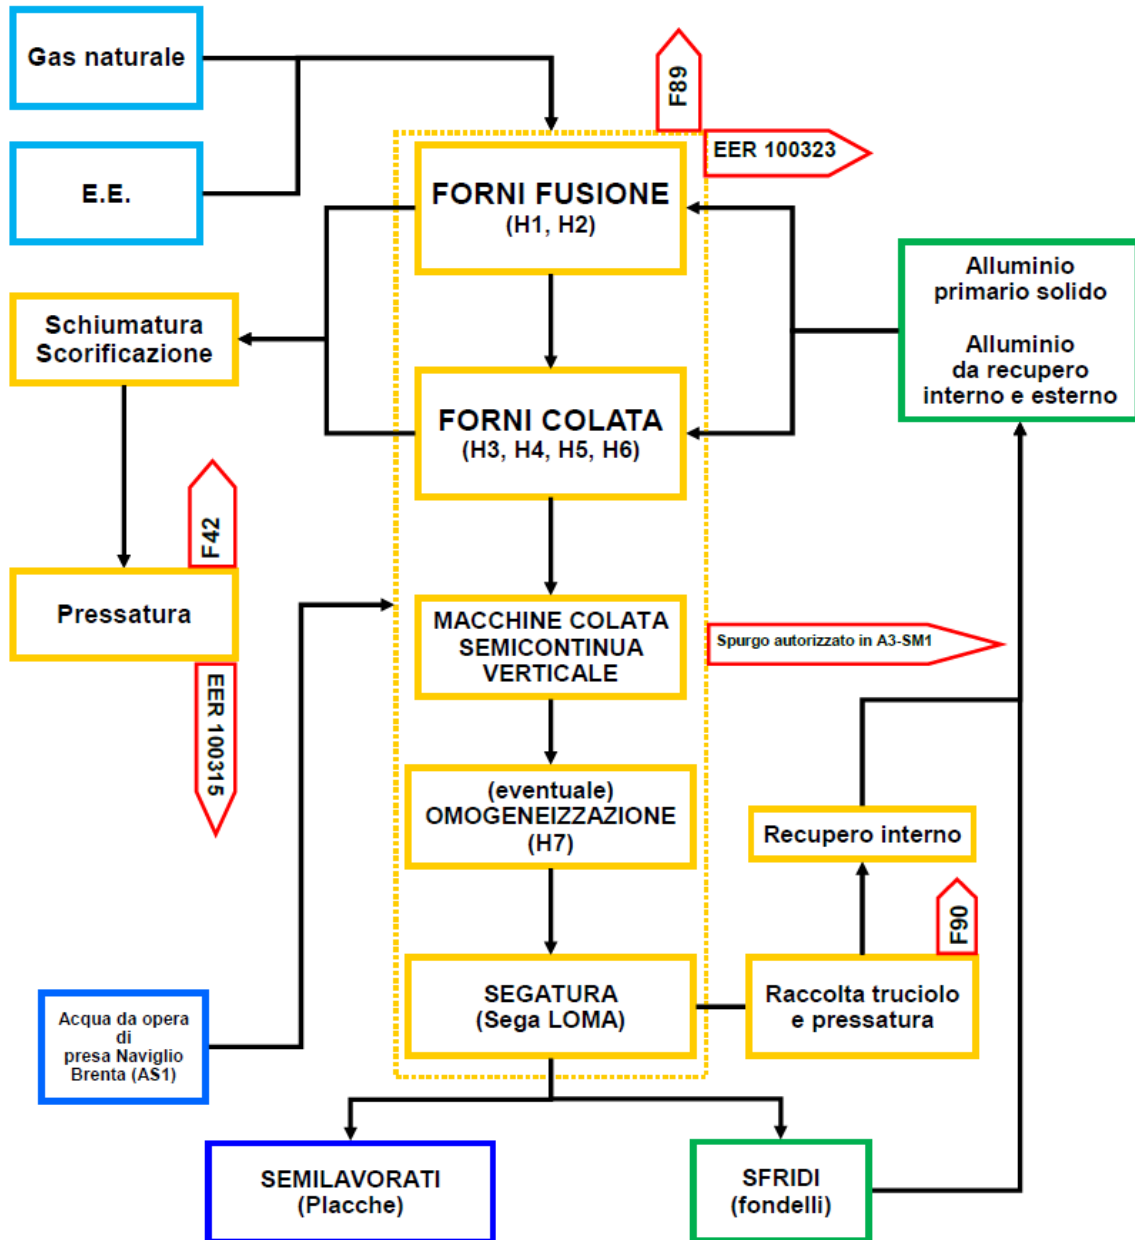 Gas naturale
F89
EER 100323
E.E.
FORNI FUSIONE
(H1, H2)
Alluminio
primario solido
Alluminio
da recupero
interno e esterno
Schiumatura
Scorificazione
FORNI COLATA
(H3, H4, H5, H6)
F42
Pressatura
EER 100315
MACCHINE COLATA
SEMICONTINUA
VERTICALE
Spurgo autorizzato in A3-SM1
(eventuale)
OMOGENEIZZAZIONE
(H7)
Recupero interno
F90
SEGATURA
(Sega LOMA)
Raccolta truciolo
e pressatura
Acqua da opera
di
presa Naviglio
Brenta (AS1)
SEMILAVORATI
(Placche)
SFRIDI
(fondelli)